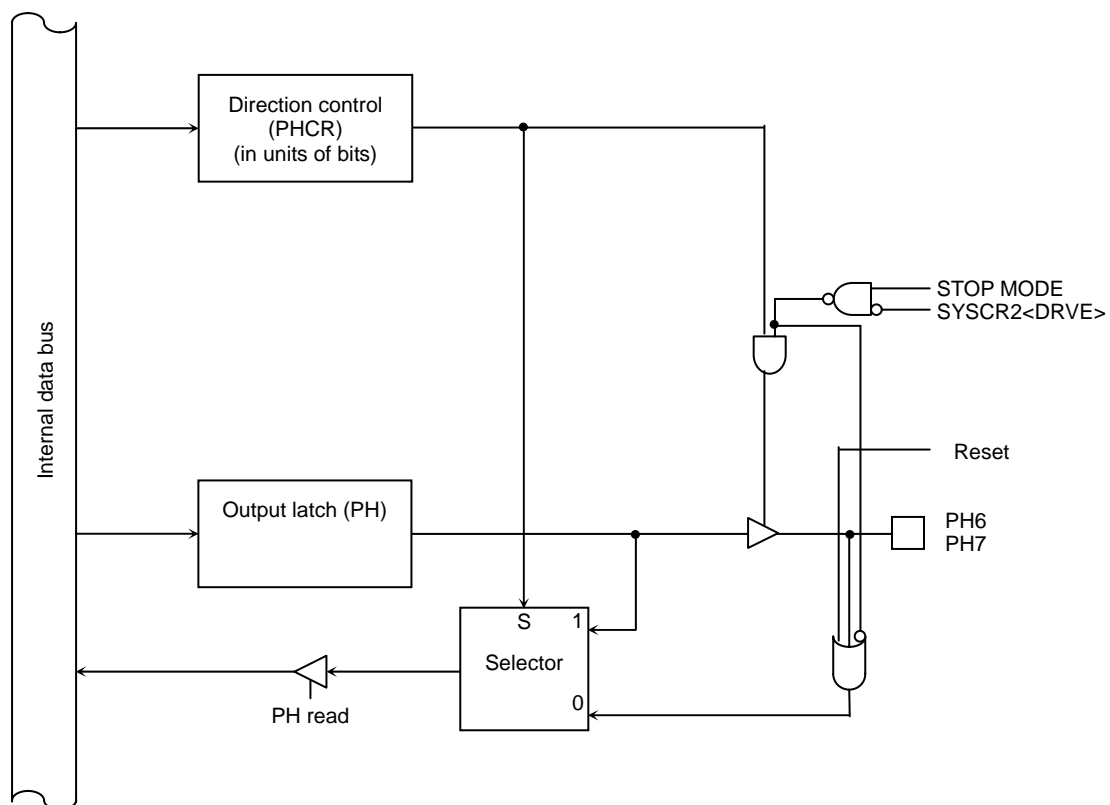 Direction control
(PHCR)
(in units of bits)
STOP MODE
SYSCR2<DRVE>
Internal data bus
Reset
Output latch (PH)
PH6
PH7
S
1
Selector
0
PH read